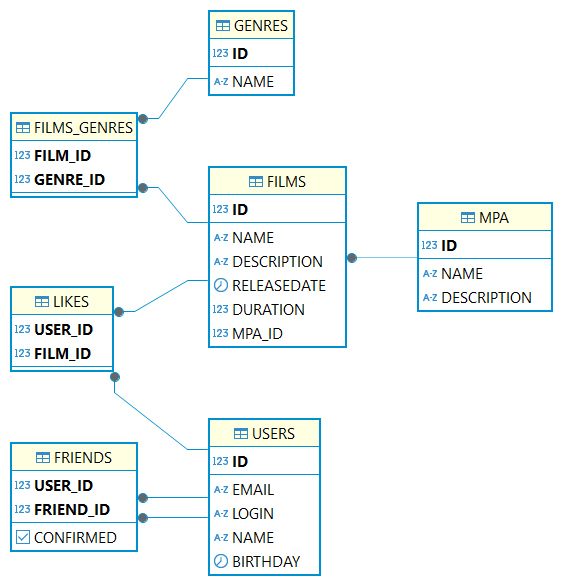 GENRES
123 ID
A-Z NAME
FILMS_GENRES
123 FILM_ID
123 GENRE_ID
FILMS
123 ID
A-Z NAME
A-Z DESCRIPTION
RELEASEDATE
123 DURATION
123 MPA_ID
MPA
123 ID
A-Z NAME
A-Z DESCRIPTION
LIKES
123 USER_ID
123 FILM_ID
USERS
123 ID
A-Z EMAIL
A-Z LOGIN
A-Z NAME
BIRTHDAY
FRIENDS
123 USER_ID
123 FRIEND_ID
CONFIRMED